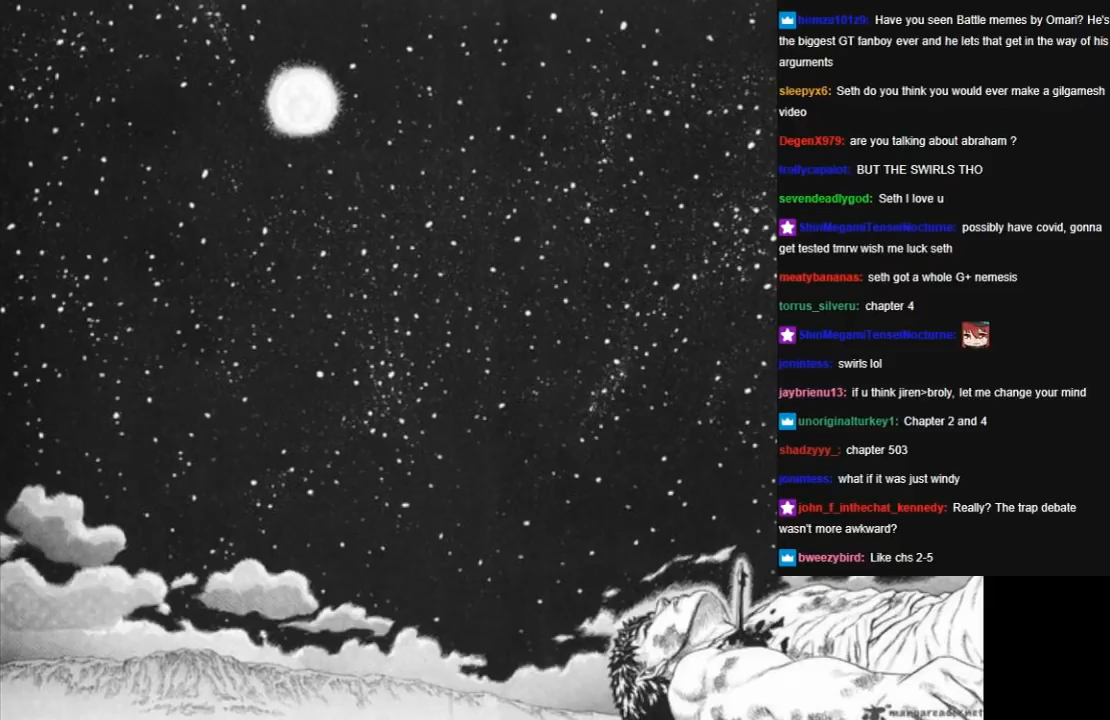 hamza101z9: Have you seen Battle memes by Omari? He's
the biggest GT fanboy ever and he lets that get in the way of his
arguments
sleepyx6: Seth do you think you would ever make a gilgamesh
video
DegenX979: are you talking about abraham ?
BUT THE SWIRLS THO
sevendeadlygod: Seth I love u
ShinMegamiTenseiNocturne: possibly have covid, gonna
get tested tmrw wish me luck seth
meatybananas: seth got a whole G+ nemesis
torrus_silveru: chapter 4
ShinMegamiTenseiNocturne:
jonintess: swirls lol
jaybrienu13: if u think jiren>broly, let me change your mind
unoriginalturkey1: Chapter 2 and 4
shadzyyy_: chapter 503
jonintess: what if it was just windy
john_f_inthechat_kennedy: Really? The trap debate
wasn't more awkward?
bweezybird: Like chs 2-5
mangareader.net